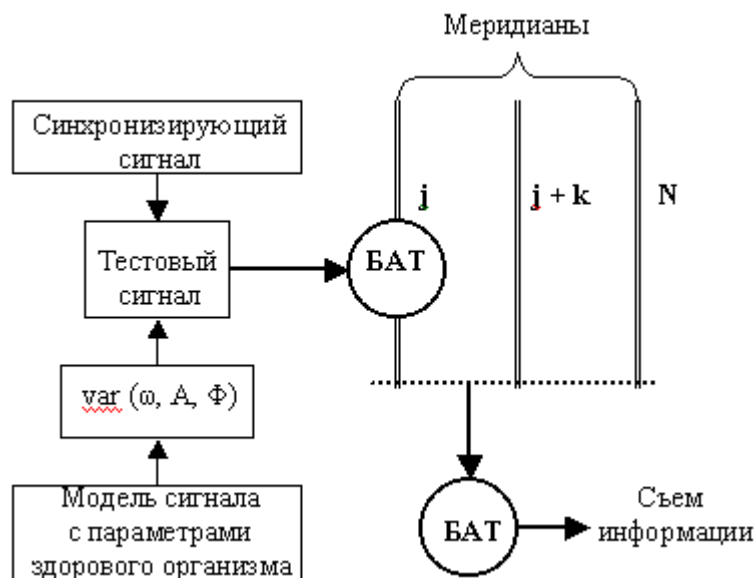 Меридианы
Синхронизирующий
сигнал
j
j + k
N
Тестовый
сигнал
БАТ
var (ω, A, Φ)
Модель сигнала
с параметрами
здорового организма
БАТ
Съем
информации